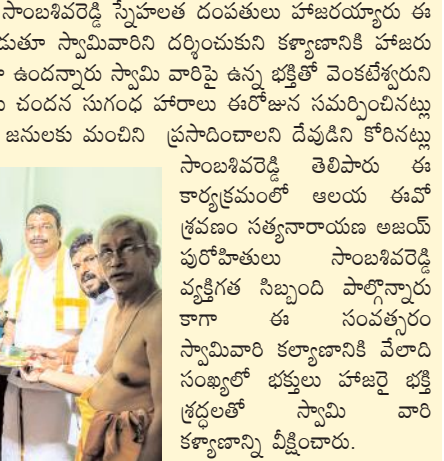 సాంబశివరెడ్డి స్నేహలత దంపతులు హాజరయ్యారు ఈ
స్వామివారిని దర్శించుకుని కళ్యాణానికి హాజరు
ఉందన్నారు స్వామి వారిపై ఉన్న భక్తితో వెంకటేశ్వరుని
చందన సుగంధ హారాలు ఈరోజున సమర్పించినట్లు
జనులకు మంచిని ప్రసాదించాలని దేవుడిని కోరినట్లు
సాంబశివరెడ్డి తెలిపారు ఈ
కార్యక్రమంలో ఆలయ ఈవో
శ్రవణం సత్యనారాయణ అజయ్
పురోహితులు సాంబశివరెడ్డి
వ్యక్తిగత సిబ్బంది పాల్గొన్నారు
కాగా ఈ సంవత్సరం
స్వామివారి కల్యాణానికి వేలాది
సంఖ్యలో భక్తులు హాజరై భక్తి
శ్రద్ధలతో స్వామి వారి
కళ్యాణాన్ని వీక్షించారు.